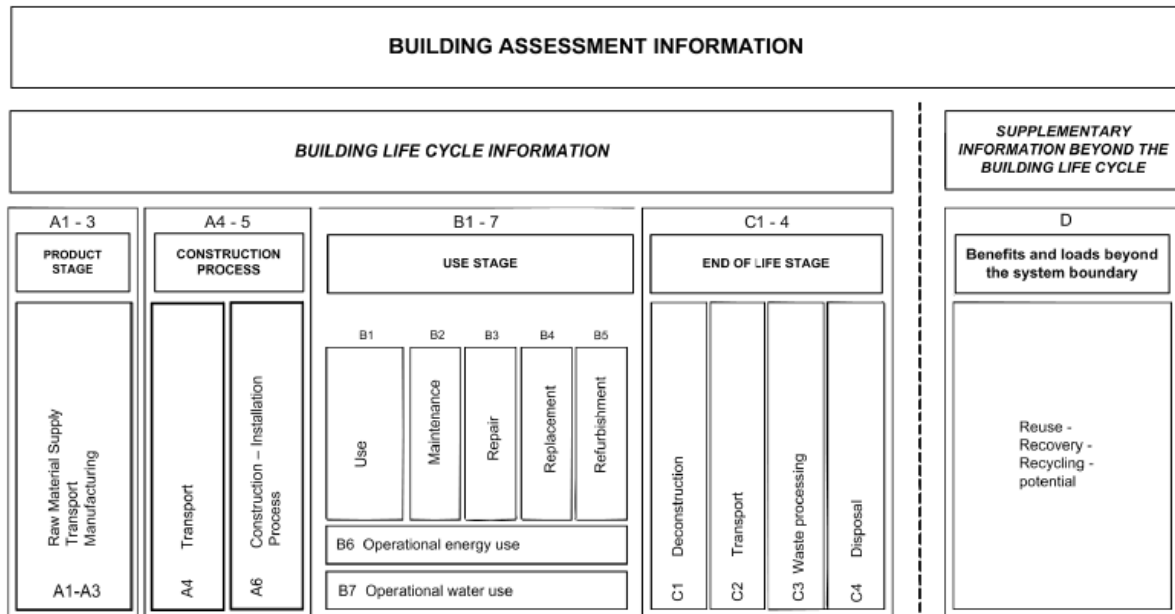 BUILDING ASSESSMENT INFORMATION
BUILDING LIFE CYCLE INFORMATION
SUPPLEMENTARY
INFORMATION BEYOND THE
BUILDING LIFE CYCLE
A1 - 3
PRODUCT
STAGE
Raw Material Supply
Transport
Manufacturing
A1-A3
A4 - 5
CONSTRUCTION
PROCESS
A4 Transport
A6 Construction – Installation
Process
B1 - 7
USE STAGE
B1
Use
B2
Maintenance
B3
Repair
B4
Replacement
B5
Refurbishment
B6 Operational energy use
B7 Operational water use
C1 - 4
END OF LIFE STAGE
C1 Deconstruction
C2 Transport
C3 Waste processing
C4 Disposal
D
Benefits and loads beyond
the system boundary
Reuse -
Recovery -
Recycling -
potential